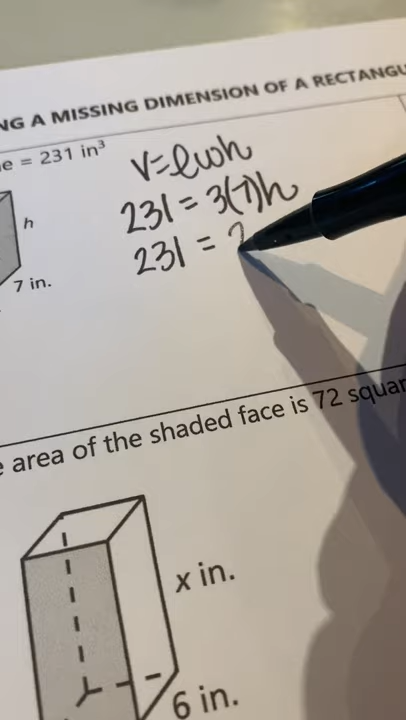 NG A MISSING DIMENSION OF A RECTANGU
e = 231 in³
V=lwh
231 = 3(7)h
h
231 = 2
7 in.
e area of the shaded face is 72 squar
x in.
6 in.